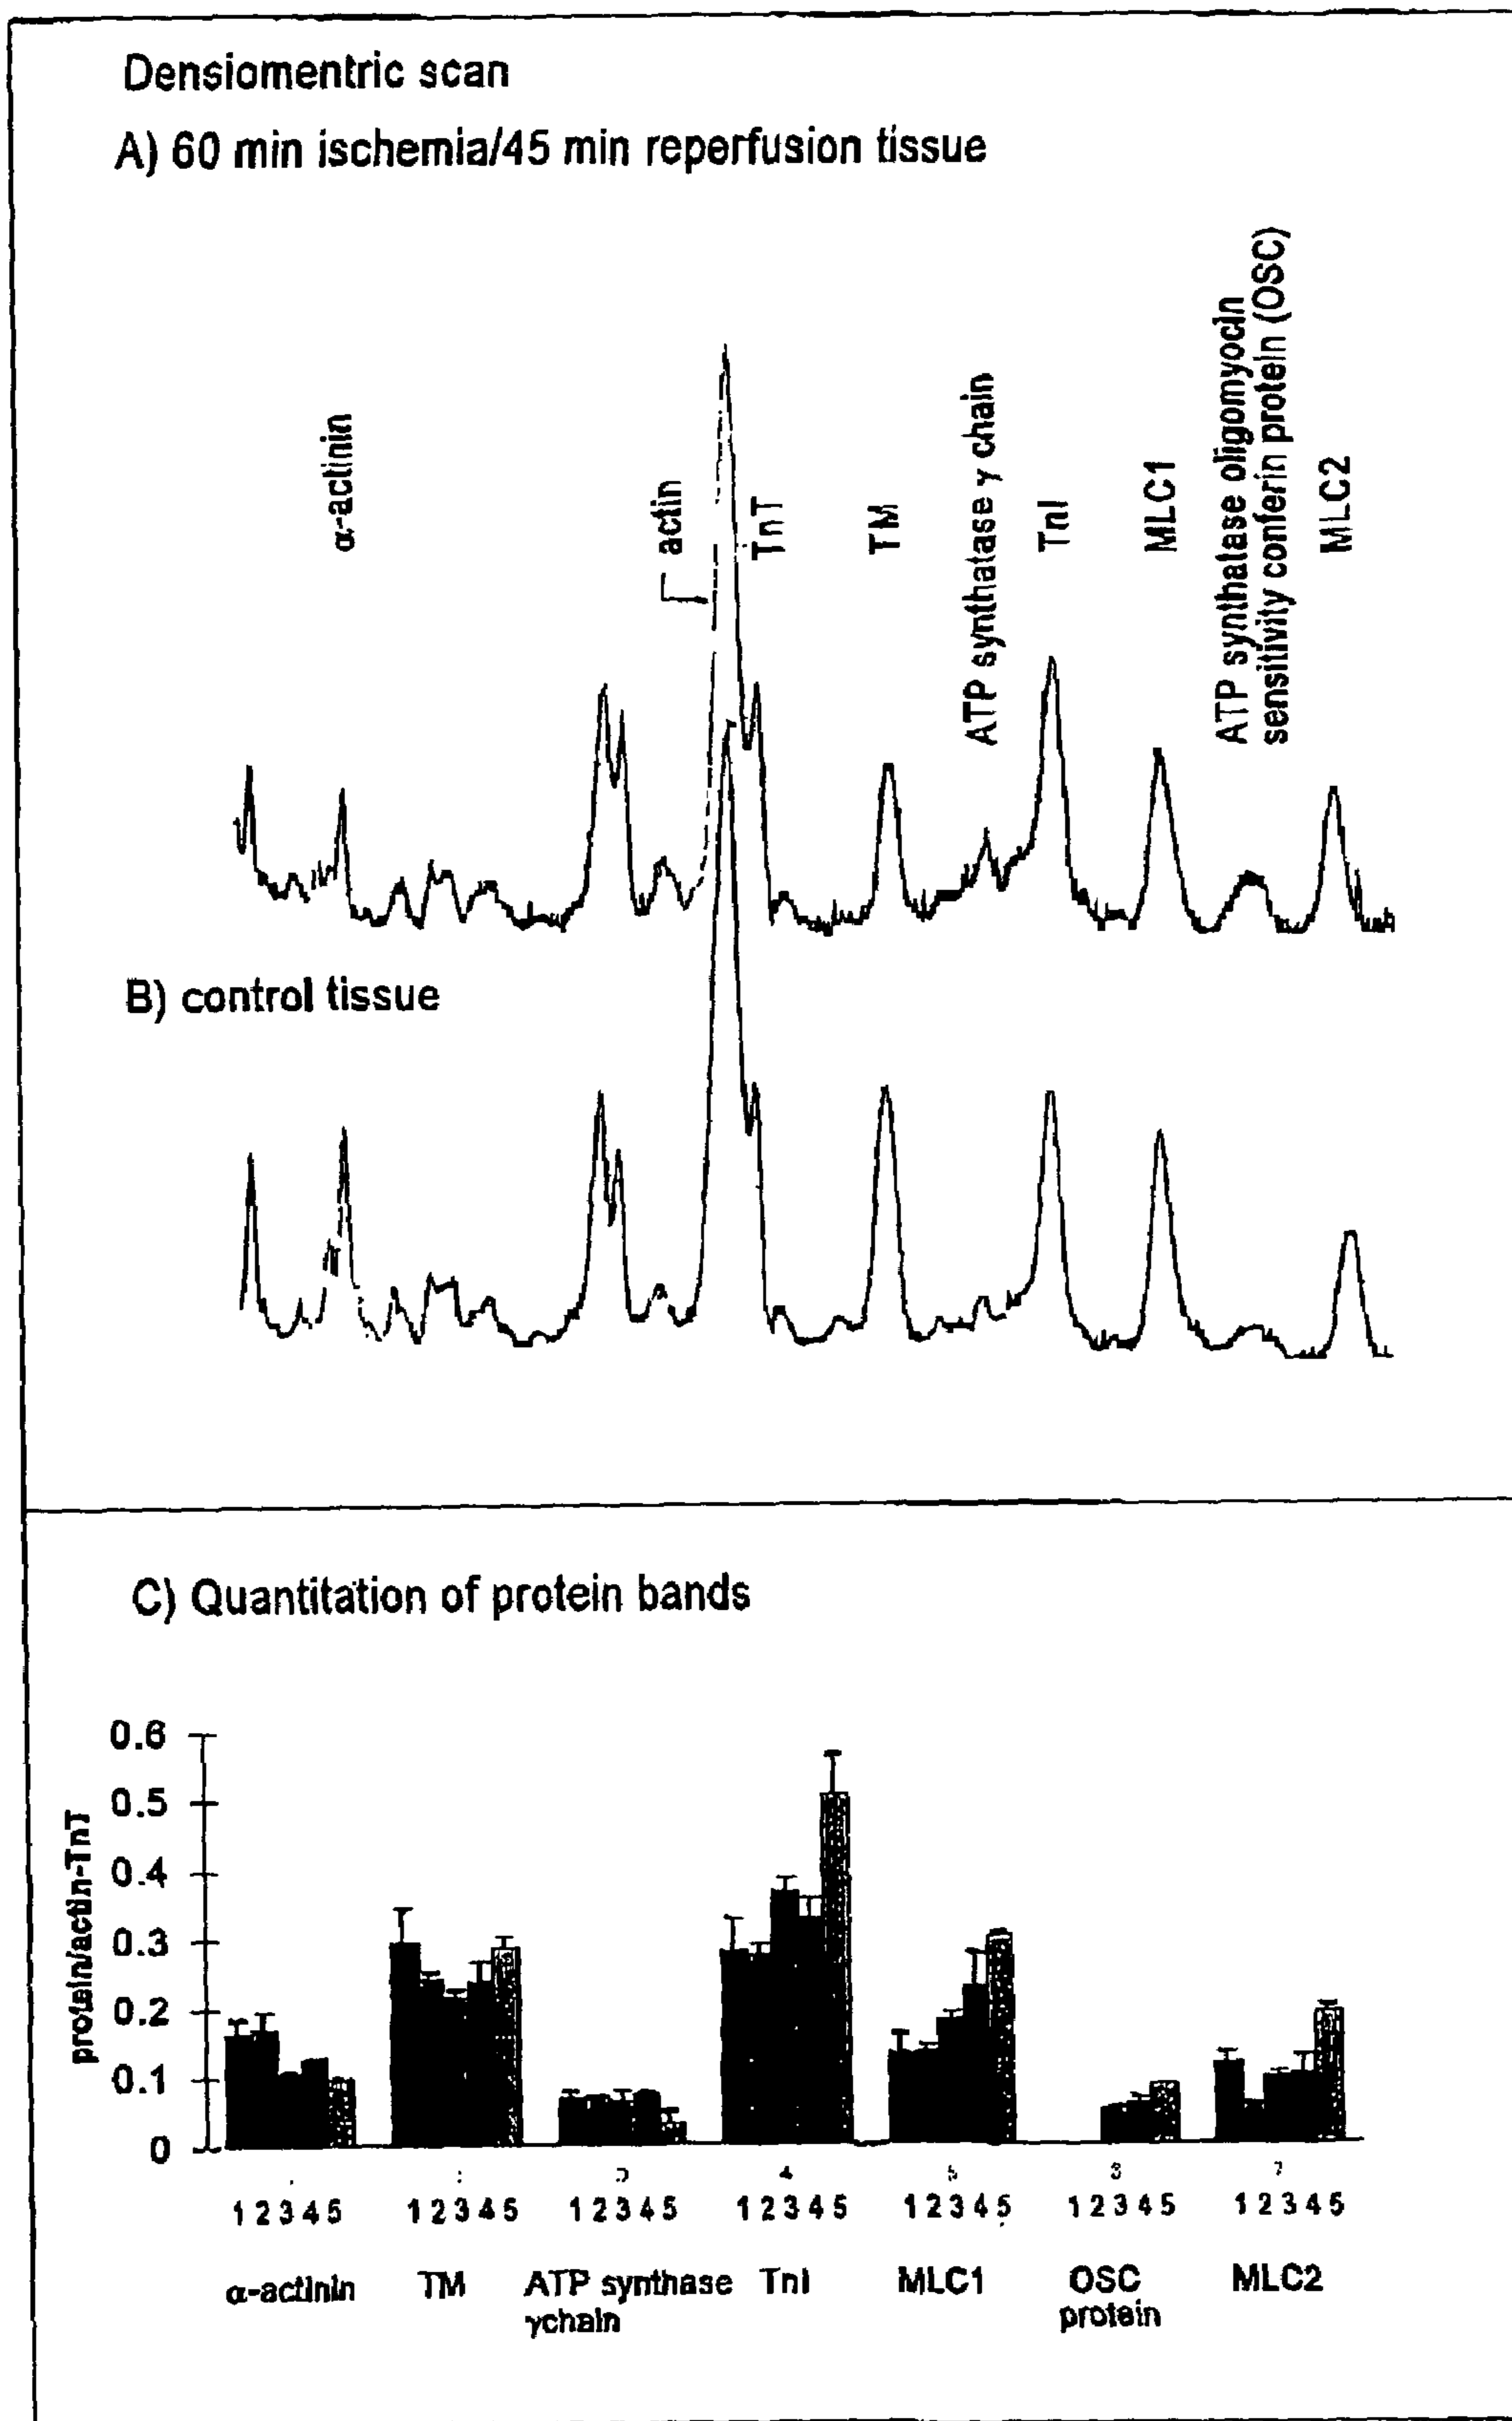 Densiomentric scan
A) 60 min ischemia/45 min reperfusion tissue
α-actinin
actin
TnT
TM
ATP synthatase γ chain
TnI
MLC1
ATP synthatase oligomyocin
sensitivity conferin protein (OSC)
MLC2
B) control tissue
C) Quantitation of protein bands
protein/actin-TnT
0.6
0.5
0.4
0.3
0.2
0.1
0
4
5
7
1 2 3 4 5
1 2 3 4 5
1 2 3 4 5
1 2 3 4 5
1 2 3 4 5
1 2 3 4 5
1 2 3 4 5
α-actinin
TM
ATP synthase
γchain
TnI
MLC1
OSC
protein
MLC2